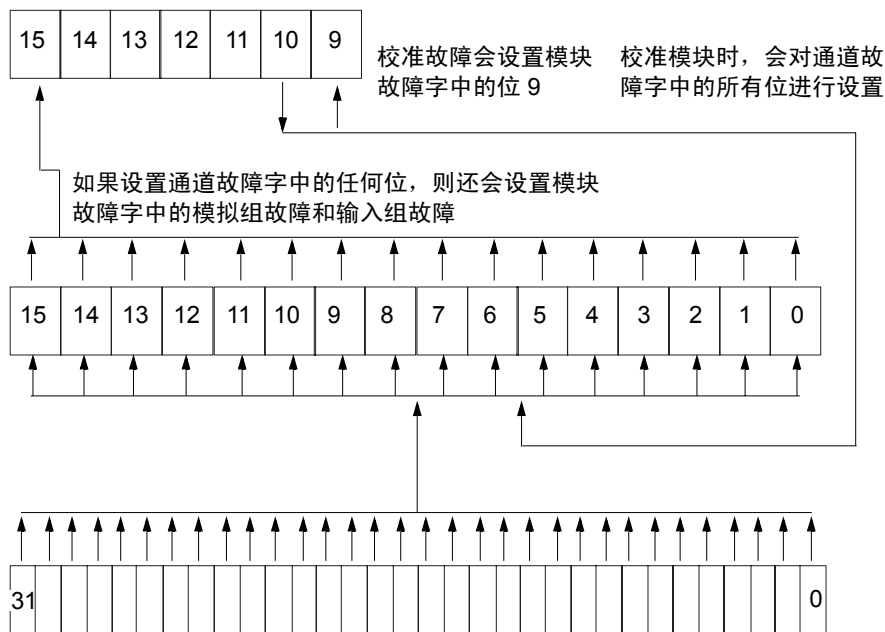 15 14 13 12 11 10 9
校准故障会设置模块
故障字中的位 9
校准模块时，会对通道故
障字中的所有位进行设置
如果设置通道故障字中的任何位，则还会设置模块
故障字中的模拟组故障和输入组故障
15 14 13 12 11 10 9 8 7 6 5 4 3 2 1 0
31 0